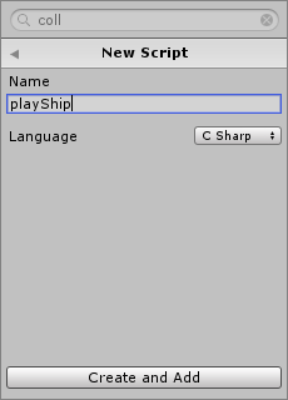 coll
New Script
Name
playShip
Language
C Sharp
Create and Add